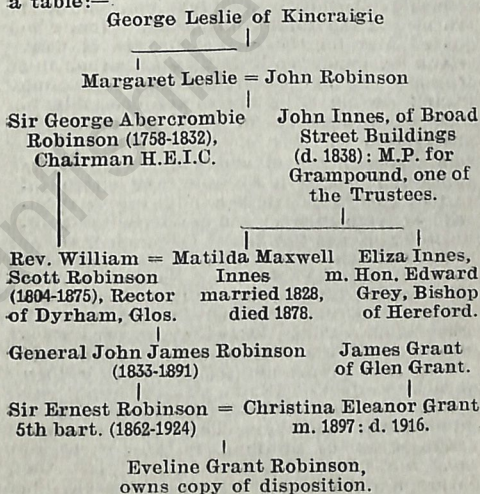 a table:—
George Leslie of Kincraigie
Margaret Leslie = John Robinson
Sir George Abercrombie
Robinson (1758-1832),
Chairman H.E.I.C.
John Innes, of Broad
Street Buildings
(d. 1838): M.P. for
Grampound, one of
the Trustees.
Rev. William = Matilda Maxwell
Scott Robinson
(1804-1875), Rector
of Dyrham, Glos.
Innes
married 1828,
died 1878.
Eliza Innes,
m. Hon. Edward
Grey, Bishop
of Hereford.
General John James Robinson
(1833-1891)
James Grant
of Glen Grant.
Sir Ernest Robinson = Christina Eleanor Grant
5th bart. (1862-1924)
m. 1897: d. 1916.
Eveline Grant Robinson,
owns copy of disposition.